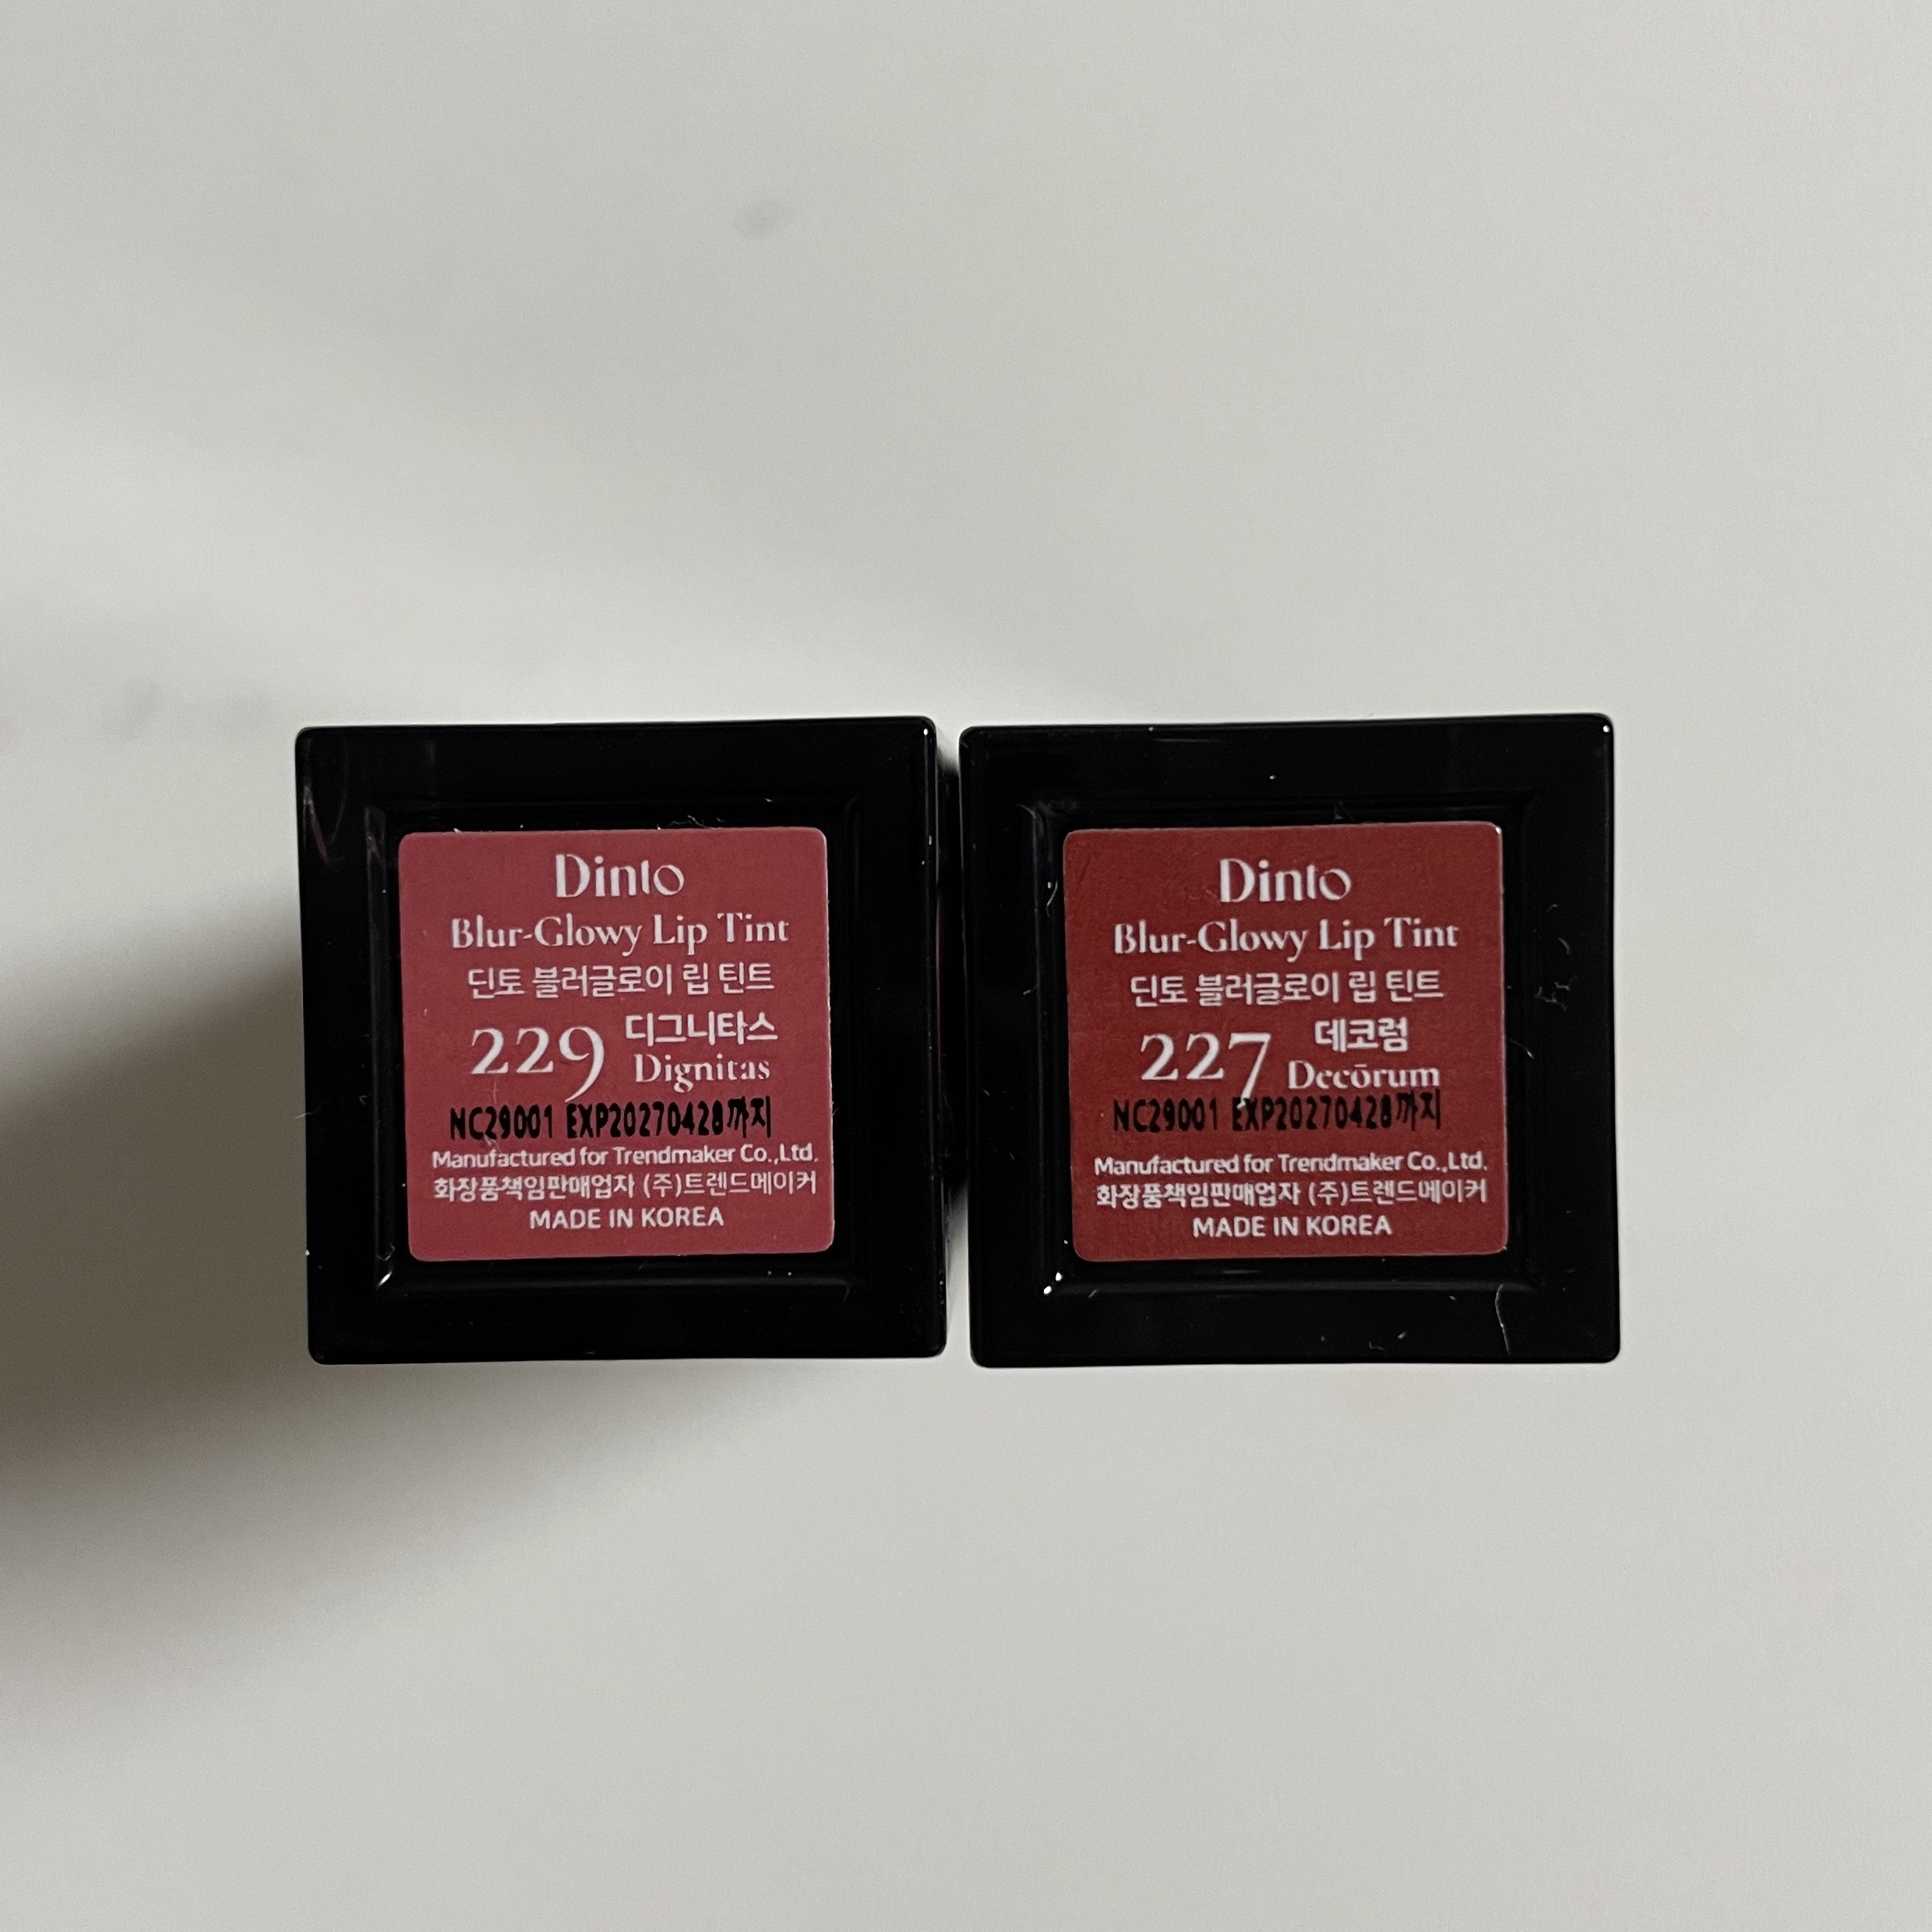 Dinto
Blur-Glowy Lip Tint
딘토 블러글로이 립 틴트
229 디그니타스
Dignitas
NC29001 EXP20270428까지
Manufactured for Trendmaker Co.,Ltd.
화장품책임판매업자 (주)트렌드메이커
MADE IN KOREA
Dinto
Blur-Glowy Lip Tint
딘토 블러글로이 립 틴트
227 데코럼
Decōrum
NC29001 EXP20270428까지
Manufactured for Trendmaker Co.,Ltd.
화장품책임판매업자 (주)트렌드메이커
MADE IN KOREA